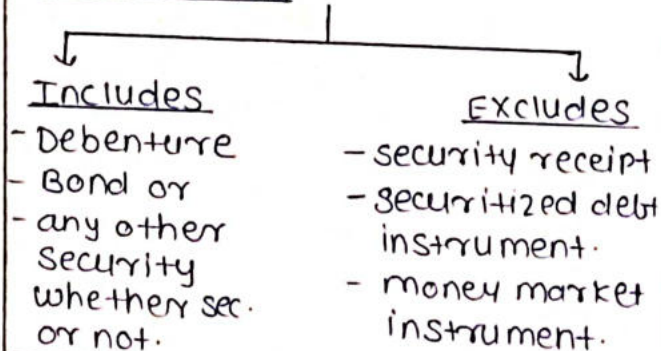 Includes
- Debenture
- Bond or
- any other
security
whether sec.
or not.
Excludes
- security receipt
- securitized debt
instrument.
- money market
instrument.